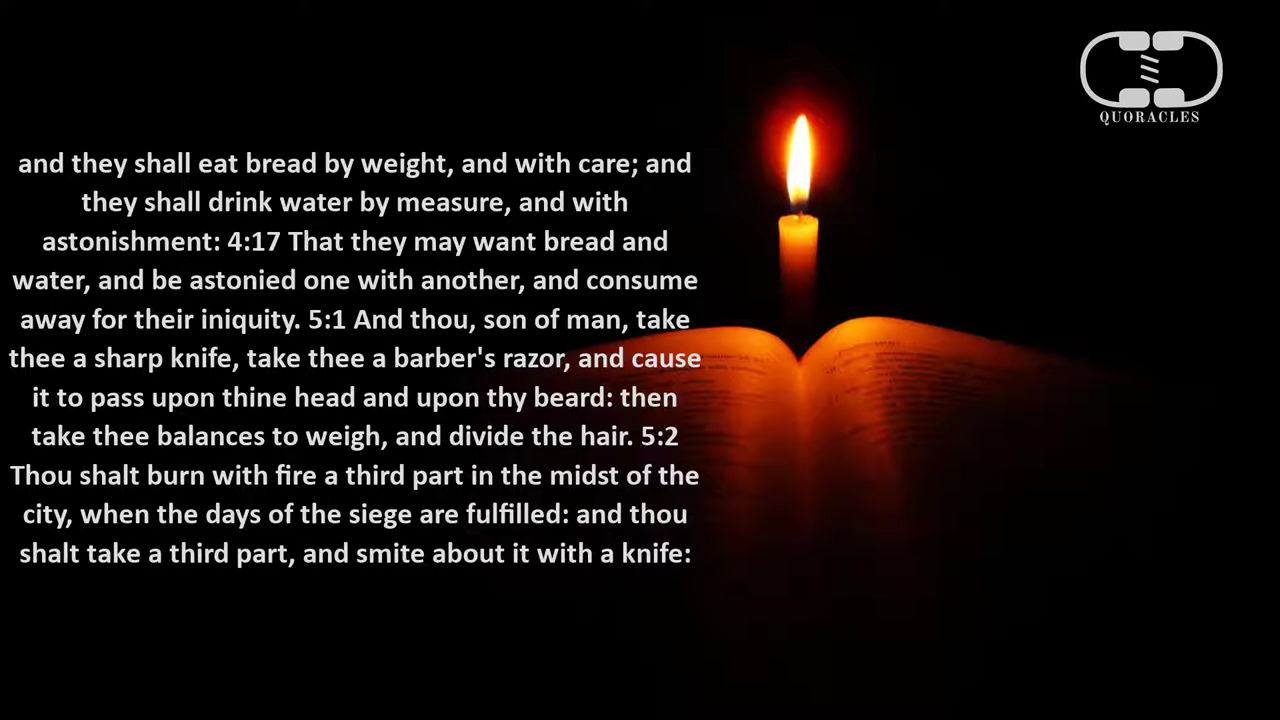 QUORACLES
and they shall eat bread by weight, and with care; and
they shall drink water by measure, and with
astonishment: 4:17 That they may want bread and
water, and be astonied one with another, and consume
away for their iniquity. 5:1 And thou, son of man, take
thee a sharp knife, take thee a barber's razor, and cause
it to pass upon thine head and upon thy beard: then
take thee balances to weigh, and divide the hair. 5:2
Thou shalt burn with fire a third part in the midst of the
city, when the days of the siege are fulfilled: and thou
shalt take a third part, and smite about it with a knife: